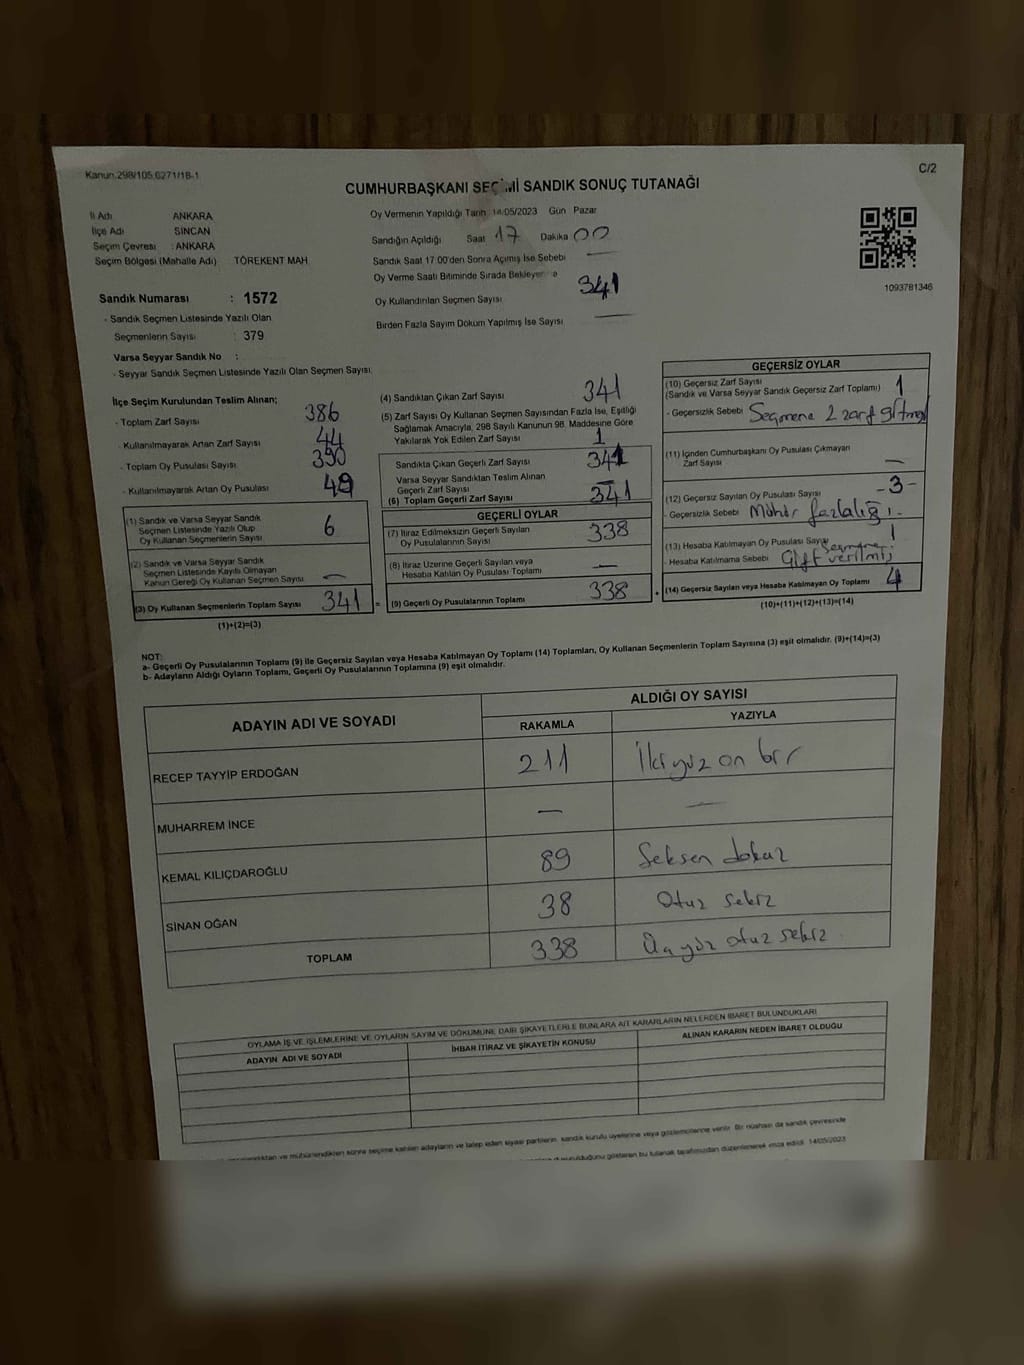 Kanun.298/105.6271/18-1
C/2
CUMHURBAŞKANI SEÇİMİ SANDIK SONUÇ TUTANAĞI
İl Adı ANKARA
İlçe Adı SİNCAN
Seçim Çevresi : ANKARA
Seçim Bölgesi (Mahalle Adı) TÖREKENT MAH
Sandık Numarası : 1572
- Sandık Seçmen Listesinde Yazılı Olan
Seçmenlerin Sayısı : 379
Varsa Seyyar Sandık No :
- Seyyar Sandık Seçmen Listesinde Yazılı Olan Seçmen Sayısı:
Oy Vermenin Yapıldığı Tarih 14/05/2023 Gün Pazar
Sandığın Açıldığı Saat 17 Dakika 00
Sandık Saat 17 00'den Sonra Açımış İse Sebebi —
Oy Verme Saati Bitiminde Sırada Bekleyen
Oy Kullandırılan Seçmen Sayısı 341
Birden Fazla Sayım Döküm Yapılmış İse Sayısı —
1093781346
İlçe Seçim Kurulundan Teslim Alınan;
- Toplam Zarf Sayısı 386
- Kullanılmayarak Artan Zarf Sayısı 44
- Toplam Oy Pusulası Sayısı 390
- Kullanılmayarak Artan Oy Pusulası 49
(1) Sandık ve Varsa Seyyar Sandık
Seçmen Listesinde Yazılı Olup
Oy Kullanan Seçmenlerin Sayısı 6
(2) Sandık ve Varsa Seyyar Sandık
Seçmen Listesinde Kayıtlı Olmayan
Kanun Gereği Oy Kullanan Seçmen Sayısı —
(3) Oy Kullanan Seçmenlerin Toplam Sayısı 341 =
(1)+(2)=(3)
(4) Sandıktan Çıkan Zarf Sayısı 341
(5) Zarf Sayısı Oy Kullanan Seçmen Sayısından Fazla İse, Eşitliği
Sağlamak Amacıyla, 298 Sayılı Kanunun 98. Maddesine Göre
Yakılarak Yok Edilen Zarf Sayısı 1
Sandıkta Çıkan Geçerli Zarf Sayısı 341
Varsa Seyyar Sandıktan Teslim Alınan
Geçerli Zarf Sayısı —
(6) Toplam Geçerli Zarf Sayısı 341
GEÇERLİ OYLAR
(7) İtiraz Edilmeksizin Geçerli Sayılan
Oy Pusulalarının Sayısı 338
(8) İtiraz Üzerine Geçerli Sayılan veya
Hesaba Katılan Oy Pusulası Toplamı —
(9) Geçerli Oy Pusulalarının Toplamı 338
GEÇERSİZ OYLAR
(10) Geçersiz Zarf Sayısı
(Sandık ve Varsa Seyyar Sandık Geçersiz Zarf Toplamı) 1
- Geçersizlik Sebebi Seçmene 2 zarf gitmiş
(11) İçinden Cumhurbaşkanı Oy Pusulası Çıkmayan
Zarf Sayısı —
(12) Geçersiz Sayılan Oy Pusulası Sayısı -3-
- Geçersizlik Sebebi Mühür fazlalığı.-
(13) Hesaba Katılmayan Oy Pusulası Sayısı 1
- Hesaba Katılmama Sebebi Seçmene çift verilmiş
(14) Geçersiz Sayılan veya Hesaba Katılmayan Oy Toplamı 4
(10)+(11)+(12)+(13)=(14)
NOT:
a- Geçerli Oy Pusulalarının Toplamı (9) ile Geçersiz Sayılan veya Hesaba Katılmayan Oy Toplamı (14) Toplamları, Oy Kullanan Seçmenlerin Toplam Sayısına (3) eşit olmalıdır. (9)+(14)=(3)
b- Adayların Aldığı Oyların Toplamı, Geçerli Oy Pusulalarının Toplamına (9) eşit olmalıdır.
ADAYIN ADI VE SOYADI
ALDIĞI OY SAYISI
RAKAMLA YAZIYLA
RECEP TAYYİP ERDOĞAN 211 İkiyüz on bir
MUHARREM İNCE — —
KEMAL KILIÇDAROĞLU 89 Seksen dokuz
SİNAN OĞAN 38 Otuz sekiz
TOPLAM 338 Üçyüz otuz sekiz
OYLAMA İŞ VE İŞLEMLERİNE VE OYLARIN SAYIM VE DÖKÜMÜNE DAİR ŞİKAYETLERLE BUNLARA AİT KARARLARIN NELERDEN İBARET BULUNDUKLARI
ADAYIN ADI VE SOYADI İHBAR İTİRAZ VE ŞİKAYETİN KONUSU ALINAN KARARIN NEDEN İBARET OLDUĞU
ve mühürlendikten sonra seçime katılan adayların ve talep eden siyasi partilerin sandık kurulu üyelerine veya gözlemcilerine verilir. Bir nüshası da sandık çevresinde
kurulduğunu gösteren bu tutanak tarafımızdan düzenlenerek imza edildi. 14/05/2023